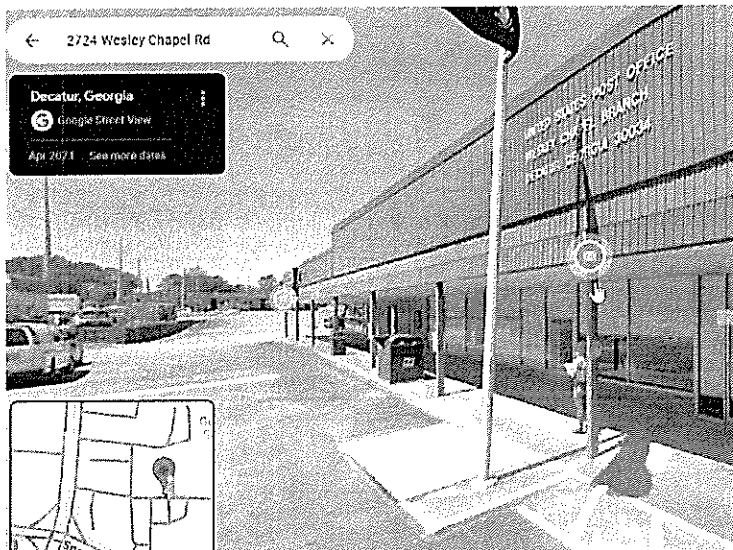 2724 Wesley Chapel Rd
Decatur, Georgia
Google Street View
Apr 2021 See more dates
UNITED STATES POST OFFICE
WESLEY CHAPEL BRANCH
DECATUR, GEORGIA 30034